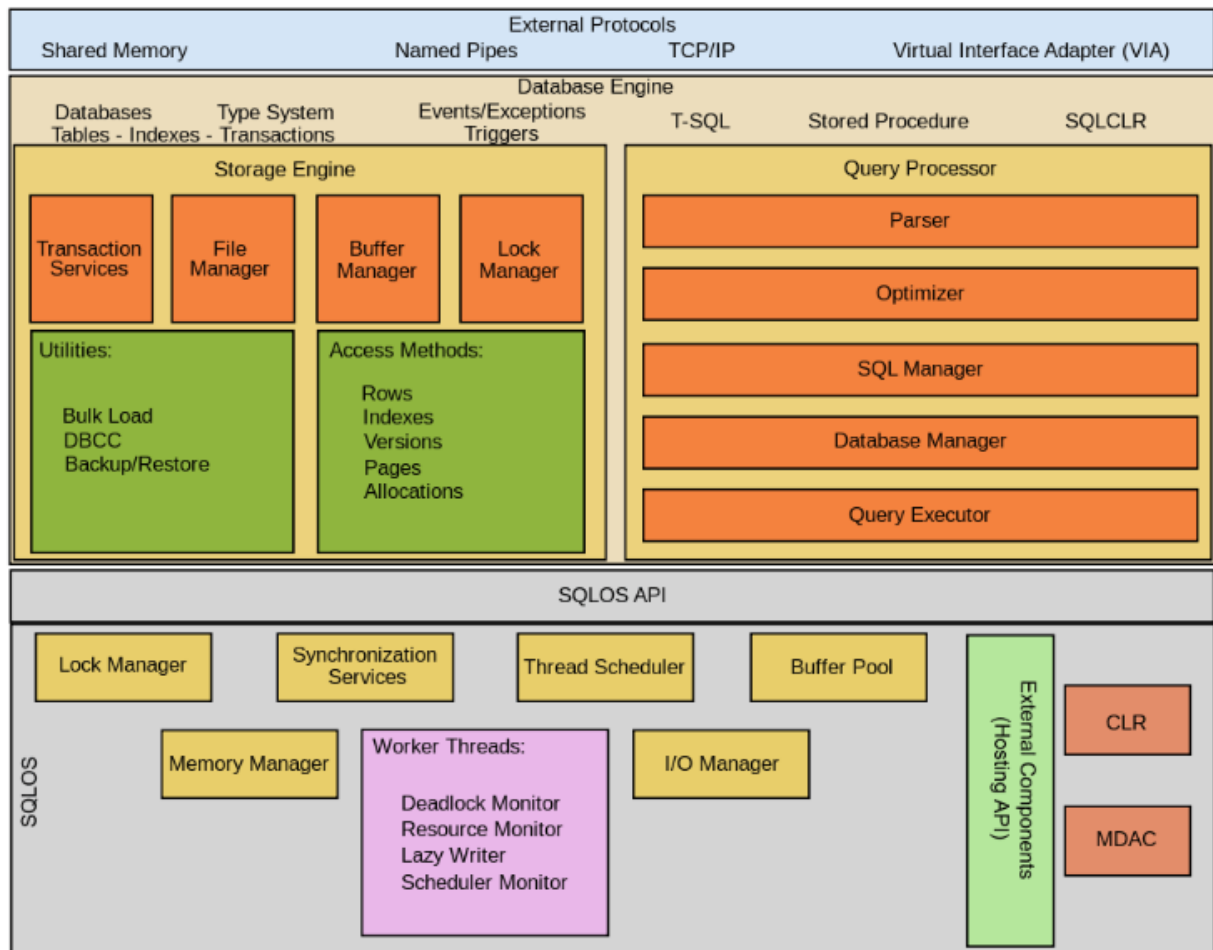 External Protocols
Shared Memory Named Pipes TCP/IP Virtual Interface Adapter (VIA)
Database Engine
Databases Type System Events/Exceptions T-SQL Stored Procedure SQLCLR
Tables - Indexes - Transactions Triggers
Storage Engine
Transaction
Services
File
Manager
Buffer
Manager
Lock
Manager
Utilities:
Bulk Load
DBCC
Backup/Restore
Access Methods:
Rows
Indexes
Versions
Pages
Allocations
Query Processor
Parser
Optimizer
SQL Manager
Database Manager
Query Executor
SQLOS API
SQLOS
Lock Manager
Synchronization
Services
Thread Scheduler
Buffer Pool
Memory Manager
Worker Threads:
Deadlock Monitor
Resource Monitor
Lazy Writer
Scheduler Monitor
I/O Manager
External Components
(Hosting API)
CLR
MDAC